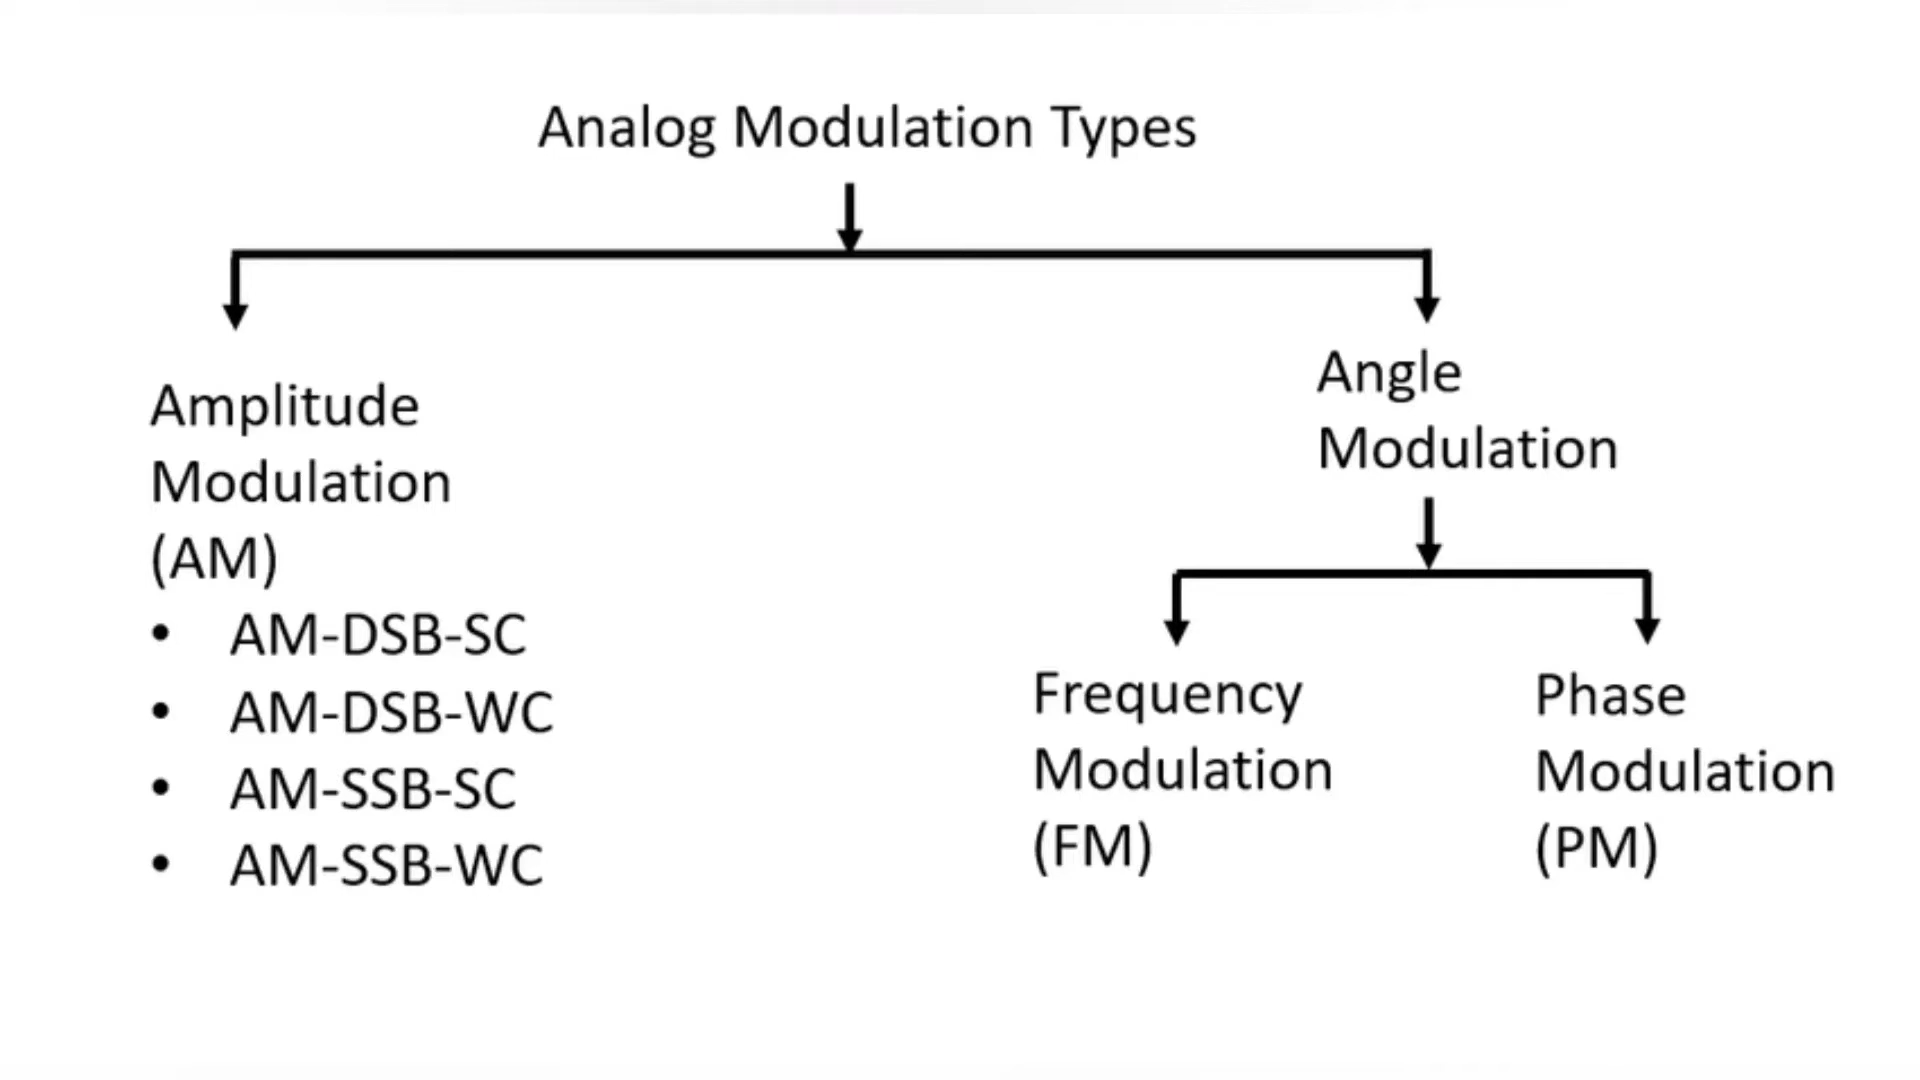 Analog Modulation Types
Amplitude
Modulation
(AM)
• AM-DSB-SC
• AM-DSB-WC
• AM-SSB-SC
• AM-SSB-WC
Angle
Modulation
Frequency
Modulation
(FM)
Phase
Modulation
(PM)